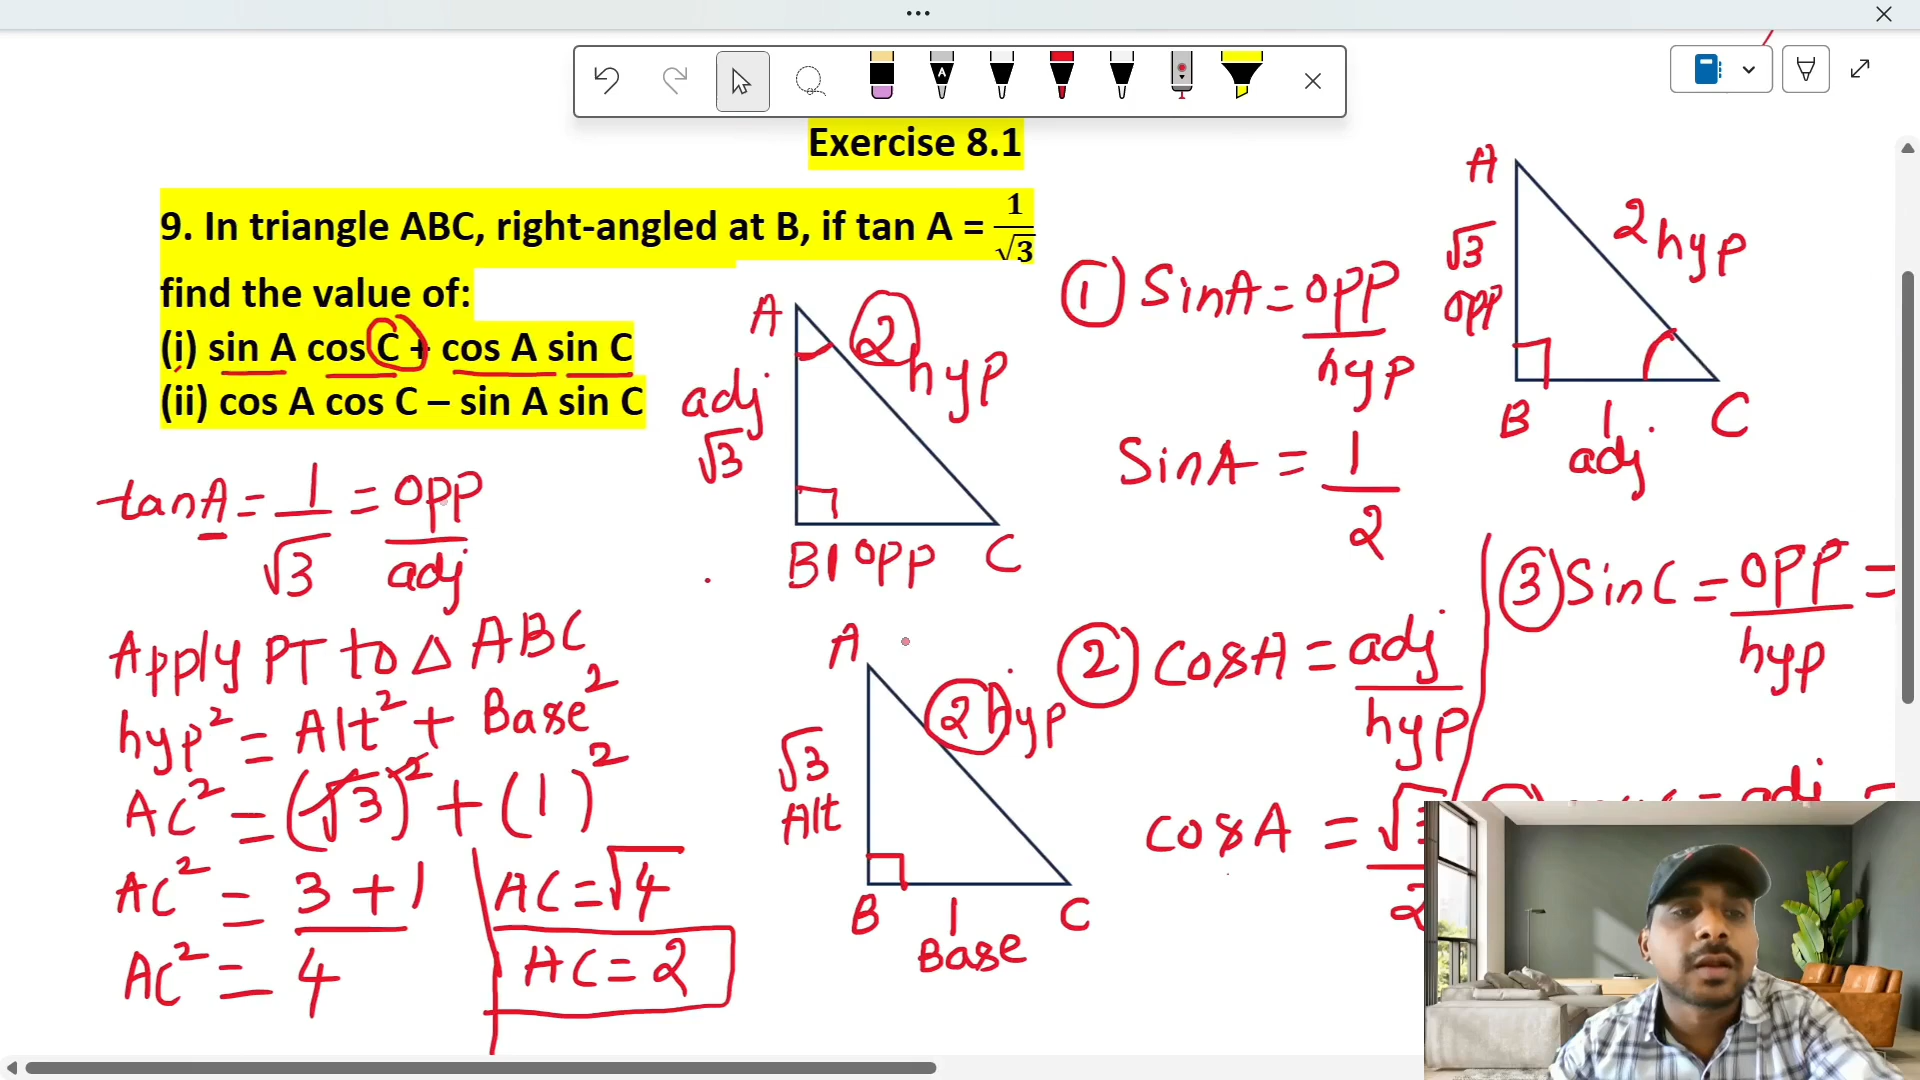 Exercise 8.1
9. In triangle ABC, right-angled at B, if tan A = 1/√3
find the value of:
(i) sin A cos C + cos A sin C
(ii) cos A cos C – sin A sin C
tanA = 1/√3 = opp/adj
Apply PT to △ ABC
hyp² = Alt² + Base²
AC² = (√3)² + (1)²
AC² = 3 + 1
AC² = 4
AC = √4
AC = 2
A
2
hyp
adj
√3
B 1 opp C
A
2 hyp
√3
Alt
B 1 C
Base
① SinA = opp/hyp
SinA = 1/2
② cosA = adj/hyp
cosA = √3/2
A
√3
opp
2 hyp
B 1 C
adj
③ SinC = opp/hyp =
adj
A